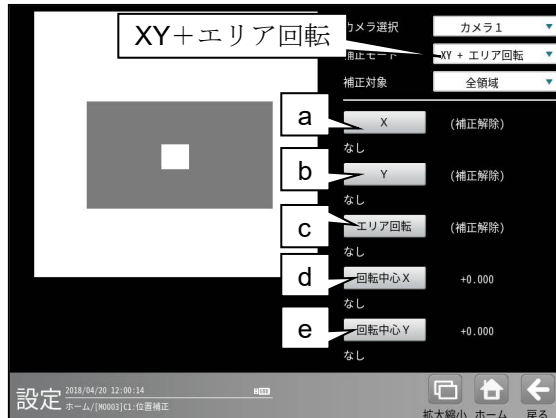 カメラ選択 カメラ１ ▼
XY＋エリア回転
補正モード XY + エリア回転 ▼
補正対象 全領域 ▼
a X (補正解除)
なし
b Y (補正解除)
なし
c エリア回転 (補正解除)
なし
d 回転中心X +0.000
なし
e 回転中心Y +0.000
なし
設定 2018/04/20 12:00:14
ホーム/[M0003]C1:位置補正
拡大縮小 ホーム 戻る